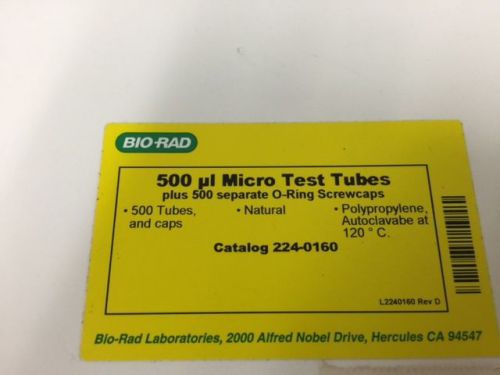 BIO-RAD
500 µl Micro Test Tubes
plus 500 separate O-Ring Screwcaps
• 500 Tubes, and caps
• Natural
• Polypropylene, Autoclavabe at 120 ° C.
Catalog 224-0160
L2240160 Rev D
Bio-Rad Laboratories, 2000 Alfred Nobel Drive, Hercules CA 94547